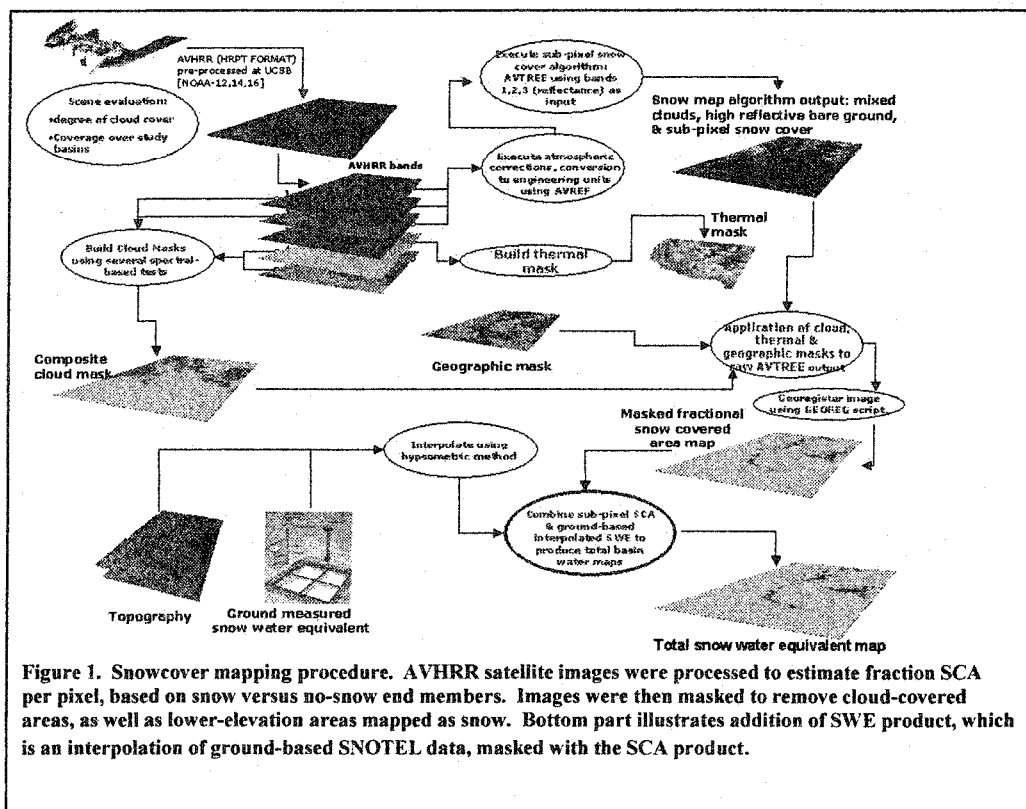 AVHRR (HRPT FORMAT)
pre-processed at UCSB
[NOAA-12,14,16]
Scene evaluation:
•degree of cloud cover
•Coverage over study
basins
Execute sub-pixel snow
cover algorithm:
AVTREE using bands
1,2,3 (reflectance) as
input
Snow map algorithm output: mixed
clouds, high reflective bare ground,
& sub-pixel snow cover
AVHRR bands
Execute atmospheric
corrections, conversion
to engineering units
using AVREF
Thermal
mask
Build Cloud Masks
using several spectral-
based tests
Build thermal
mask
Application of cloud,
thermal &
geographic masks to
raw AVTREE output
Composite
cloud mask
Geographic mask
Georegister image
using GEOREG script.
Masked fractional
snow covered
area map
Interpolate using
hypsometric method
Combine sub-pixel SCA
& ground-based
interpolated SWE to
produce total basin
water maps
Topography
Ground measured
snow water equivalent
Total snow water equivalent map
Figure 1. Snowcover mapping procedure. AVHRR satellite images were processed to estimate fraction SCA
per pixel, based on snow versus no-snow end members. Images were then masked to remove cloud-covered
areas, as well as lower-elevation areas mapped as snow. Bottom part illustrates addition of SWE product, which
is an interpolation of ground-based SNOTEL data, masked with the SCA product.